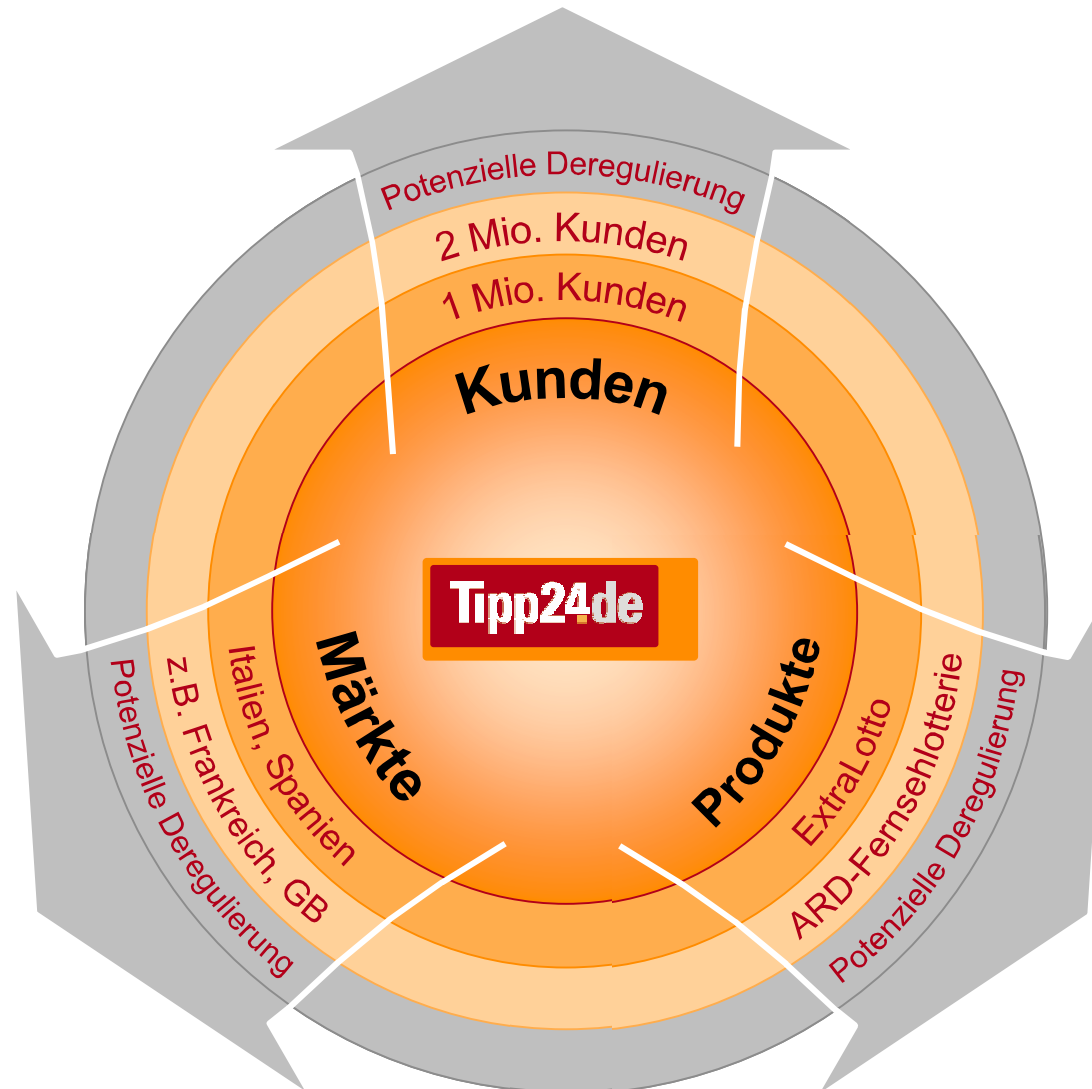 Potenzielle Deregulierung
2 Mio. Kunden
1 Mio. Kunden
Kunden
Tipp24.de
Märkte
Italien, Spanien
z.B. Frankreich, GB
Potenzielle Deregulierung
Produkte
ExtraLotto
ARD-Fernsehlotterie
Potenzielle Deregulierung